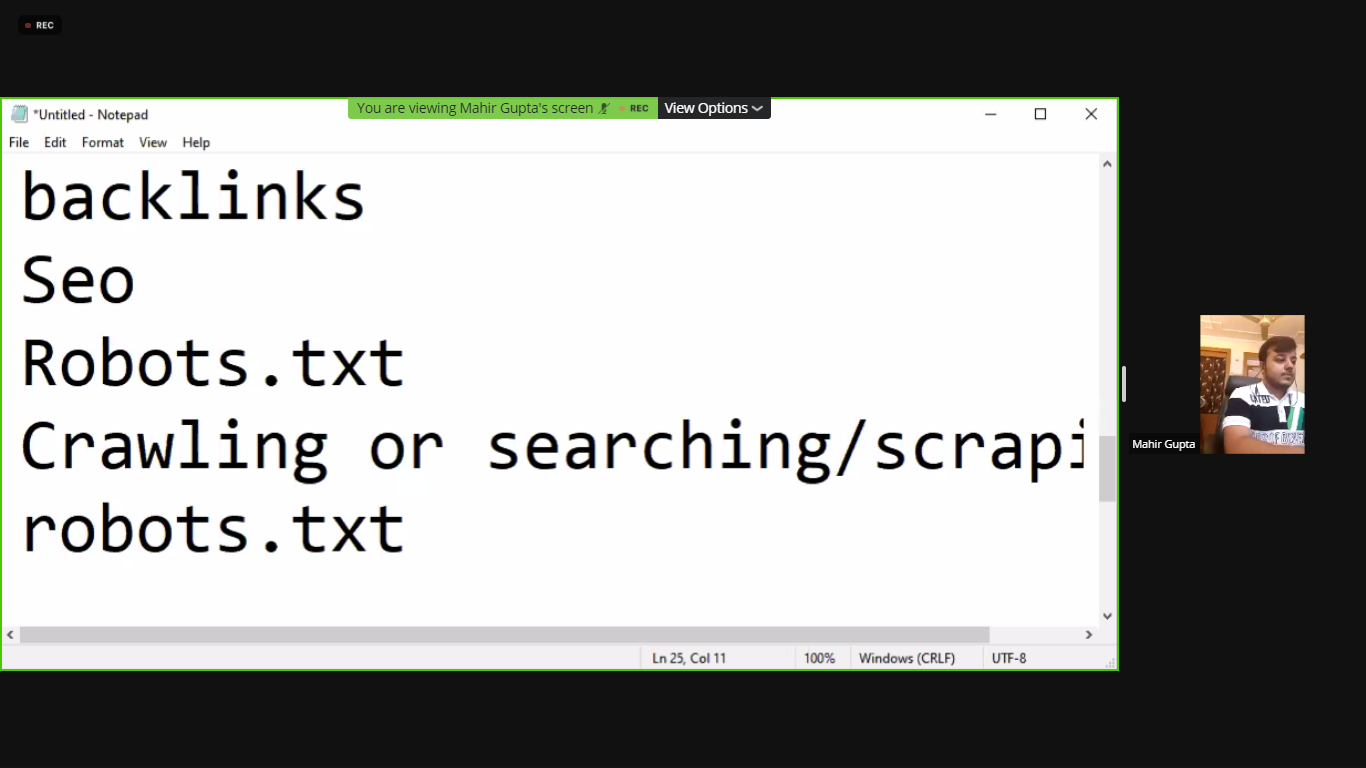 REC
You are viewing Mahir Gupta's screen REC View Options
*Untitled - Notepad
File Edit Format View Help
backlinks
Seo
Robots.txt
Crawling or searching/scrapi
robots.txt
Mahir Gupta
Ln 25, Col 11 100% Windows (CRLF) UTF-8